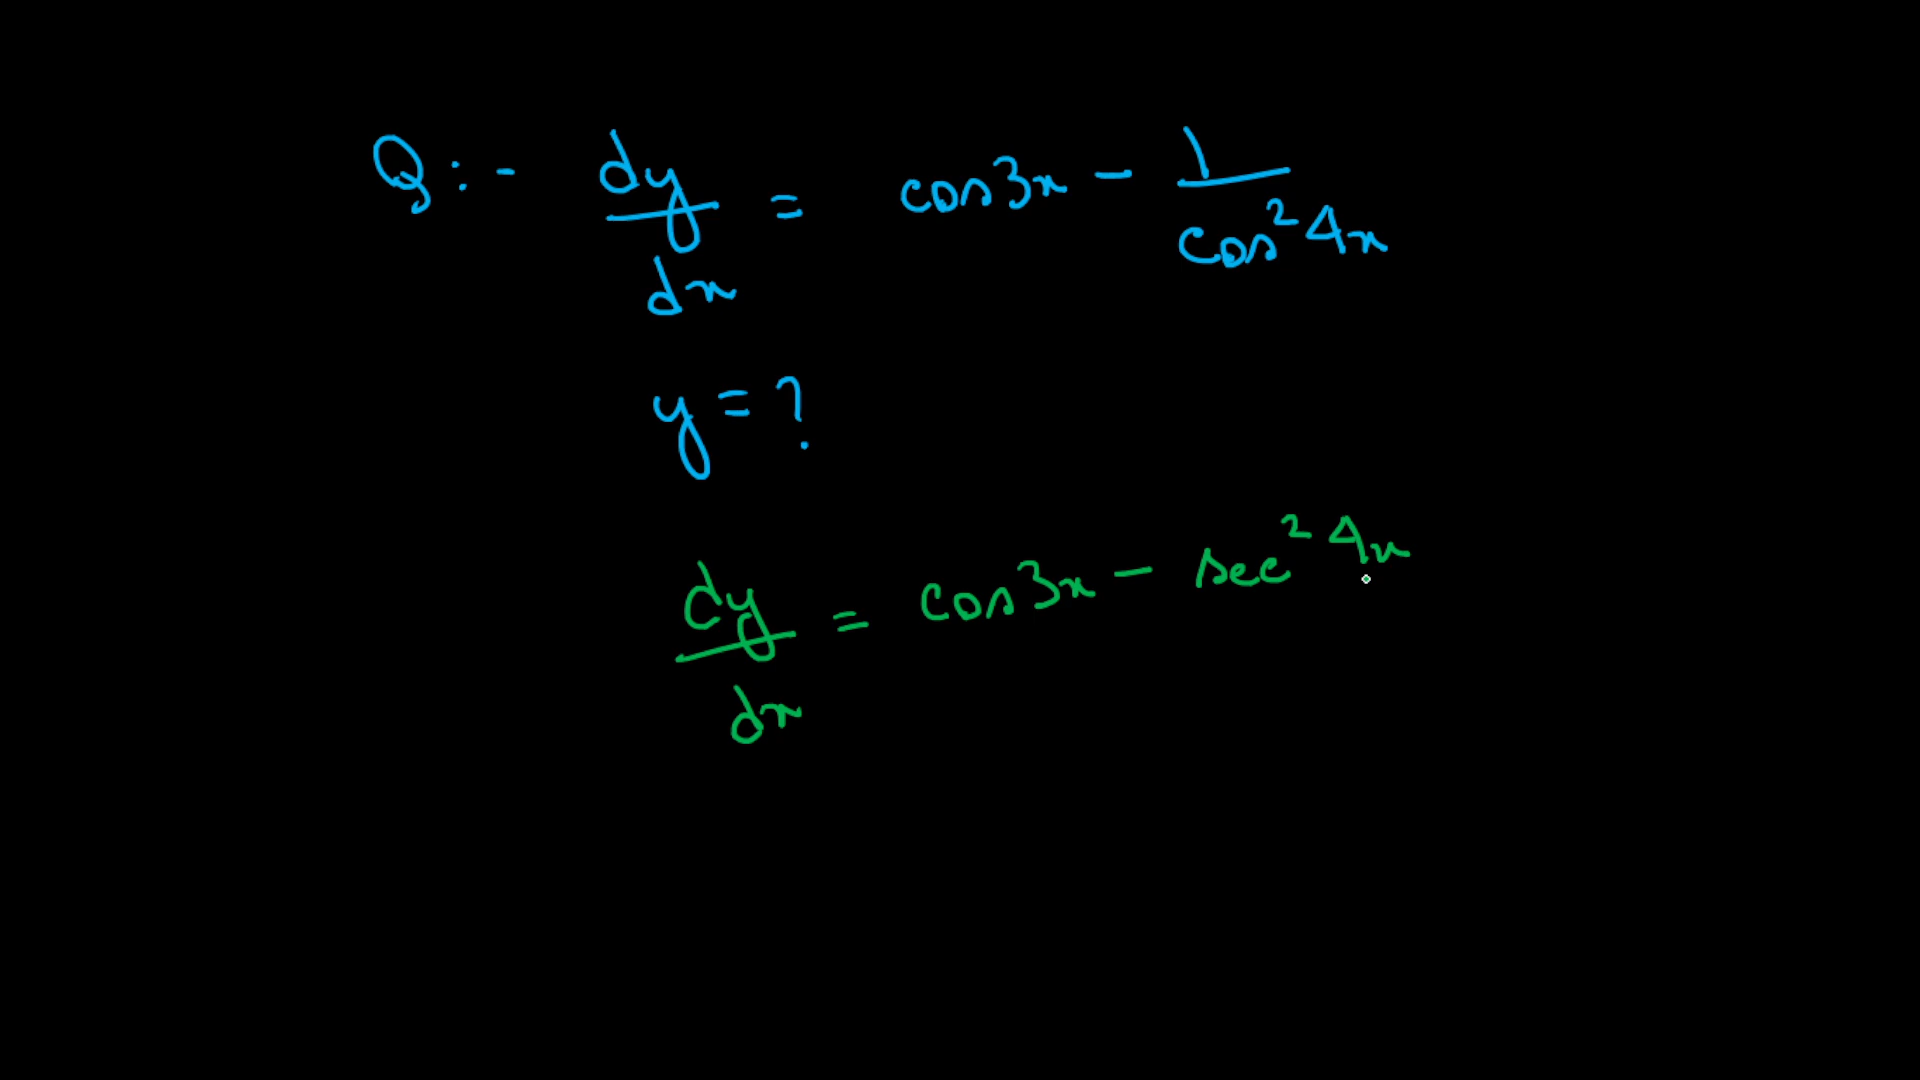 Q:- dy/dx = cos3x - 1/cos²4x
y = ?
dy/dx = cos3x - sec²4x